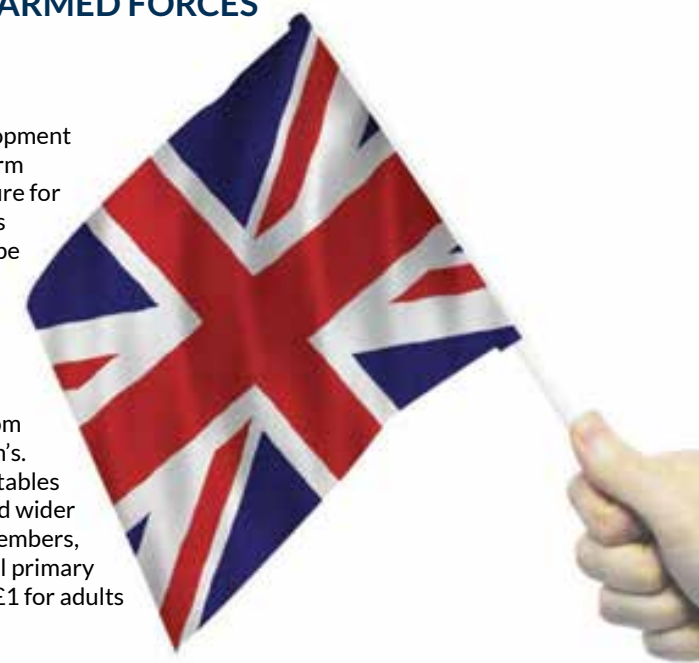 ARMED FORCES
opment
rm
ure for
s
be
om
n's.
tables
d wider
embers,
l primary
£1 for adults